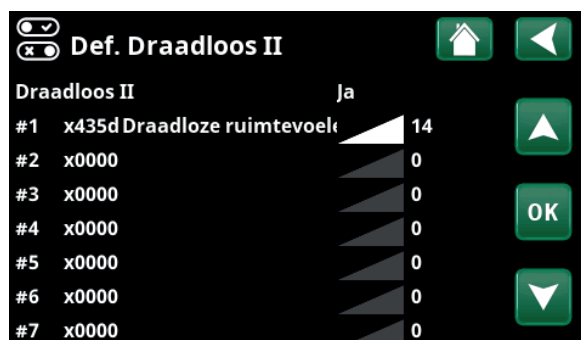 Def. Draadloos II
Draadloos II Ja
#1 x435d Draadloze ruimtevoele 14
#2 x0000 0
#3 x0000 0
#4 x0000 0
OK
#5 x0000 0
#6 x0000 0
#7 x0000 0